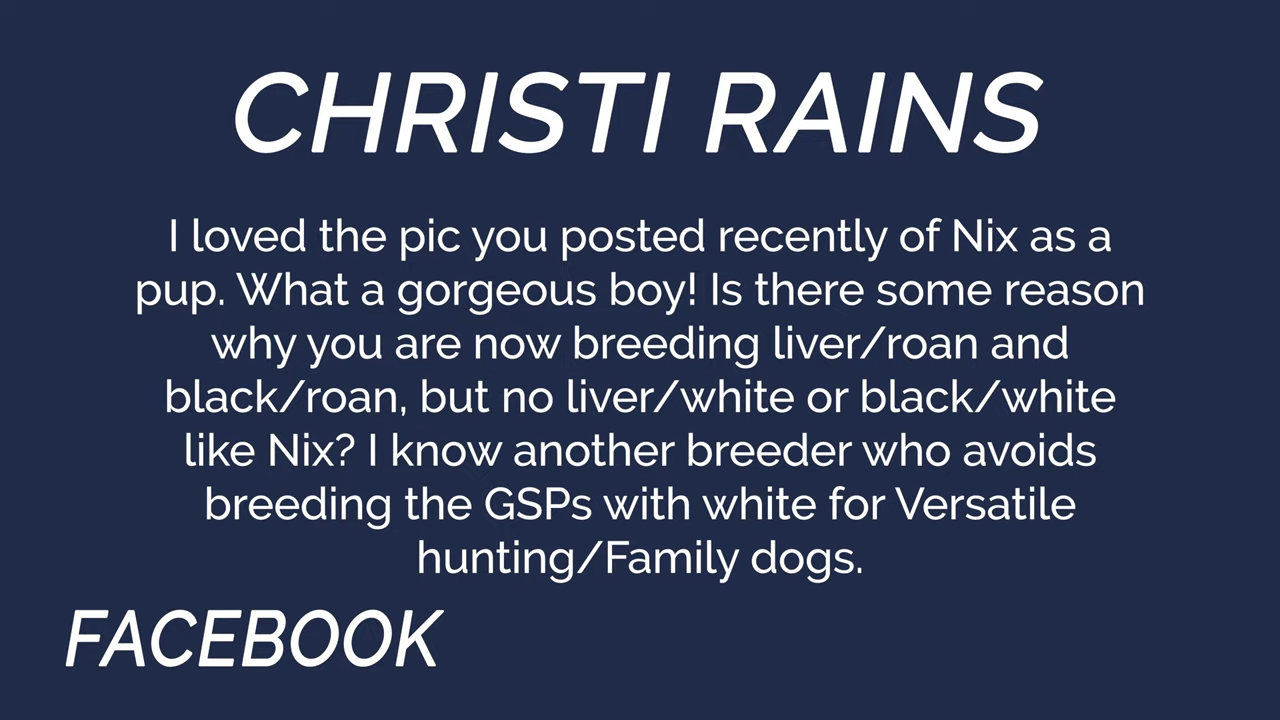 CHRISTI RAINS
I loved the pic you posted recently of Nix as a
pup. What a gorgeous boy! Is there some reason
why you are now breeding liver/roan and
black/roan, but no liver/white or black/white
like Nix? I know another breeder who avoids
breeding the GSPs with white for Versatile
hunting/Family dogs.
FACEBOOK